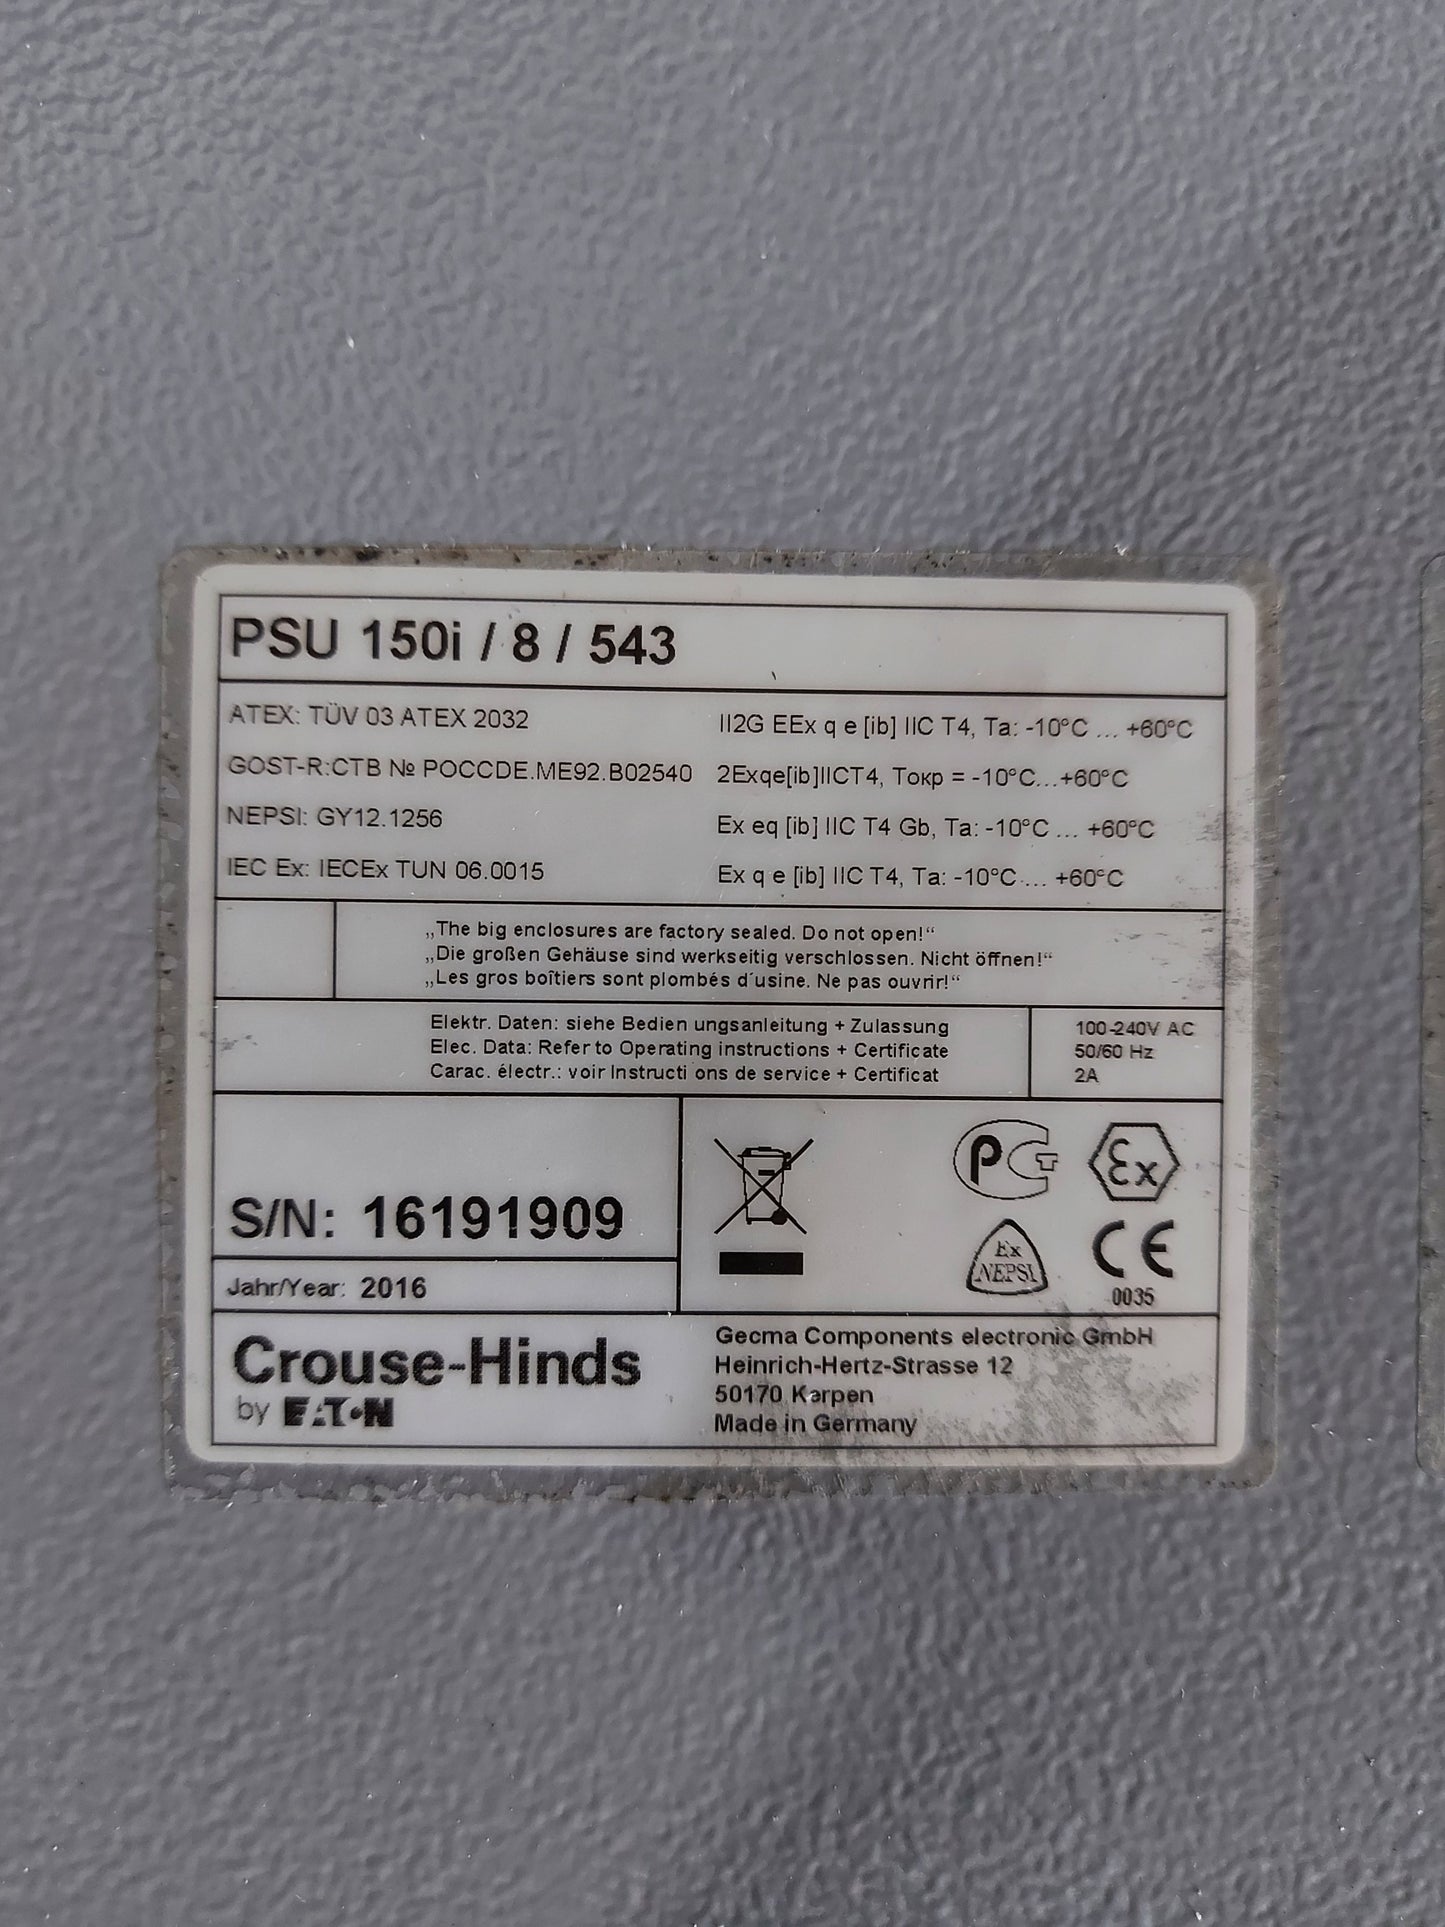 PSU 150i / 8 / 543
ATEX: TÜV 03 ATEX 2032 II2G EEx q e [ib] IIC T4, Ta: -10°C ... +60°C
GOST-R:CTB № POCCDE.ME92.B02540 2Exqe[ib]IICT4, Tокр = -10°C...+60°C
NEPSI: GY12.1256 Ex eq [ib] IIC T4 Gb, Ta: -10°C ... +60°C
IEC Ex: IECEx TUN 06.0015 Ex q e [ib] IIC T4, Ta: -10°C ... +60°C
„The big enclosures are factory sealed. Do not open!“
„Die großen Gehäuse sind werkseitig verschlossen. Nicht öffnen!“
„Les gros boîtiers sont plombés d´usine. Ne pas ouvrir!“
Elektr. Daten: siehe Bedien ungsanleitung + Zulassung
Elec. Data: Refer to Operating instructions + Certificate
Carac. électr.: voir Instructi ons de service + Certificat
100-240V AC
50/60 Hz
2A
S/N: 16191909
Jahr/Year: 2016
PCT
Ex
Ex
NEPSI
CE
0035
Crouse-Hinds
by EATON
Gecma Components electronic GmbH
Heinrich-Hertz-Strasse 12
50170 Karpen
Made in Germany